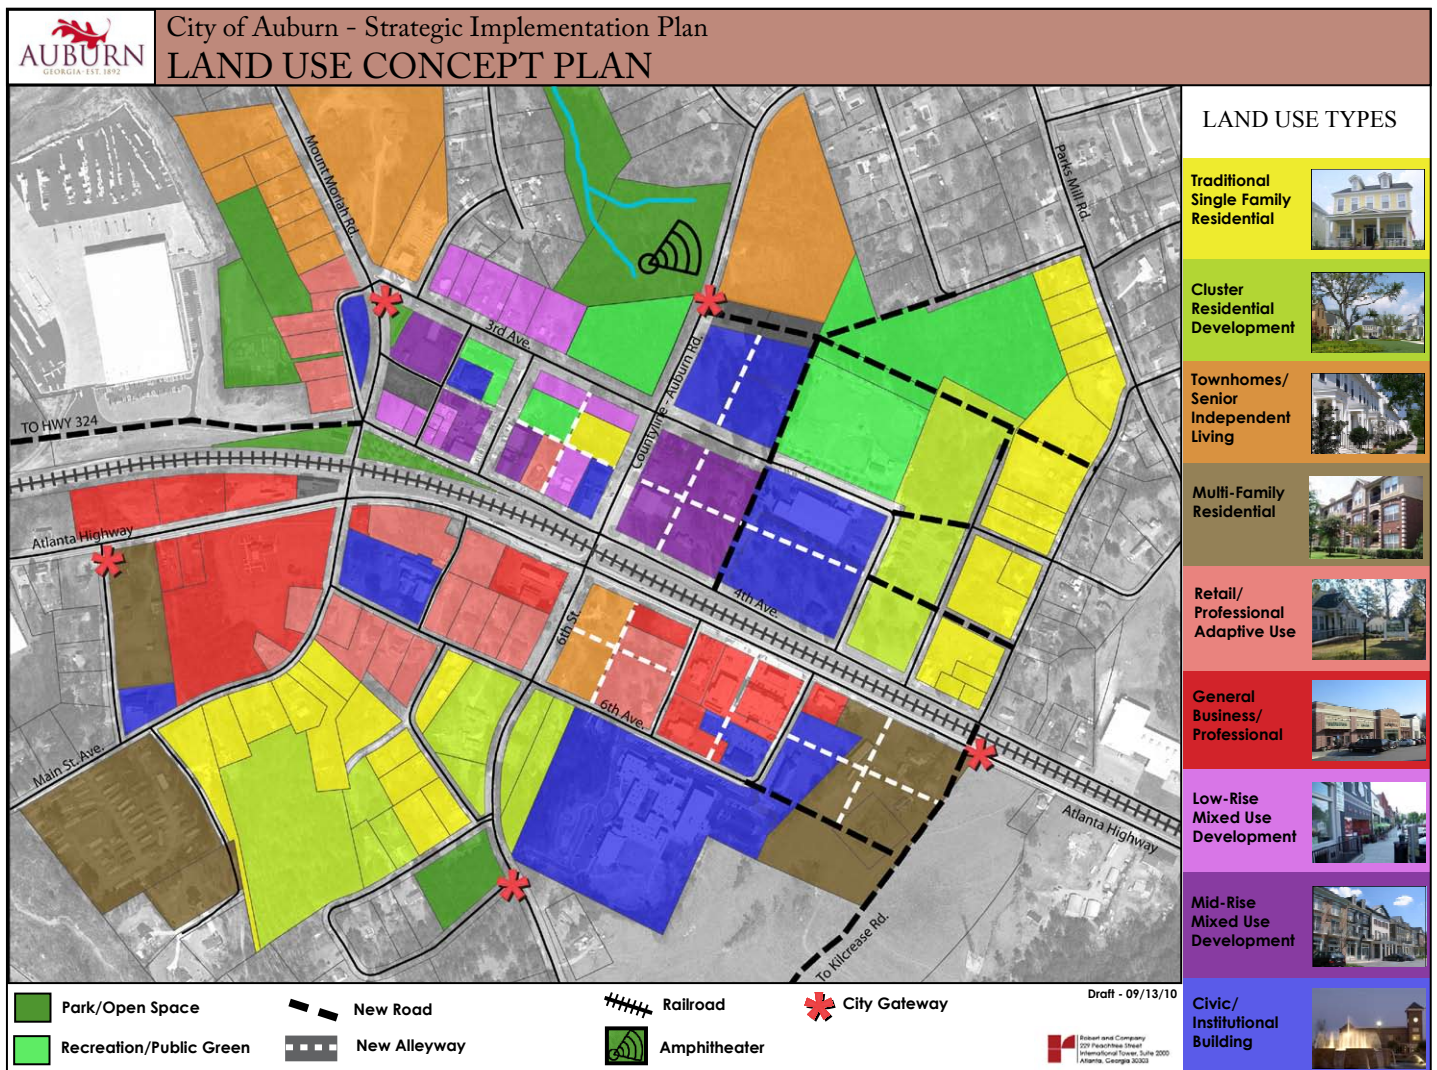 AUBURN
GEORGIA · EST. 1892
City of Auburn - Strategic Implementation Plan
LAND USE CONCEPT PLAN
LAND USE TYPES
Traditional
Single Family
Residential
Cluster
Residential
Development
Townhomes/
Senior
Independent
Living
Multi-Family
Residential
Retail/
Professional
Adaptive Use
General
Business/
Professional
Low-Rise
Mixed Use
Development
Mid-Rise
Mixed Use
Development
Civic/
Institutional
Building
Mount Moriah Rd.
Parks Mill Rd.
3rd Ave.
Countyline - Auburn Rd.
TO HWY 324
Atlanta Highway
4th Ave
6th St.
6th Ave.
Main St. Ave.
Atlanta Highway
To Kilcrease Rd.
Park/Open Space
New Road
Railroad
City Gateway
Draft - 09/13/10
Recreation/Public Green
New Alleyway
Amphitheater
Robert and Company
229 Peachtree Street
International Tower, Suite 2000
Atlanta, Georgia 30303